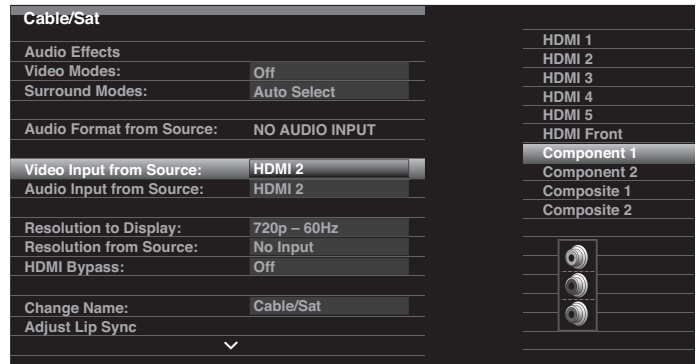 Cable/Sat
Audio Effects
Video Modes: Off
Surround Modes: Auto Select
Audio Format from Source: NO AUDIO INPUT
Video Input from Source: HDMI 2
Audio Input from Source: HDMI 2
Resolution to Display: 720p – 60Hz
Resolution from Source: No Input
HDMI Bypass: Off
Change Name: Cable/Sat
Adjust Lip Sync
HDMI 1
HDMI 2
HDMI 3
HDMI 4
HDMI 5
HDMI Front
Component 1
Component 2
Composite 1
Composite 2